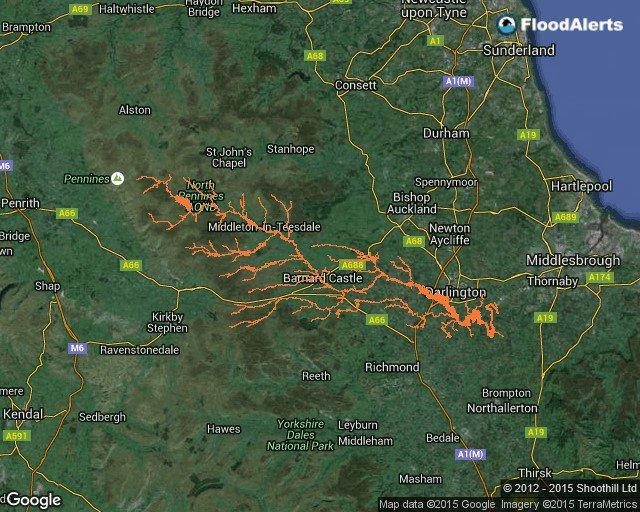 A69
Haltwhistle
Haydon
Bridge
Hexham
Newcastle
upon Tyne
FloodAlerts
Brampton
A68
A1(M)
Sunderland
Consett
Alston
Durham
A19
St John's
Chapel
Stanhope
M6
Pennines
North
Pennines
AONB
Spennymoor
Hartlepool
Penrith
A66
Bishop
Auckland
A689
Middleton-in-Teesdale
Newton
Aycliffe
A68
Bridge
A66
A688
Middlesbrough
Barnard Castle
Thornaby
A174
Shap
Darlington
Kirkby
Stephen
A66
A19
M6
Ravenstonedale
Richmond
Reeth
Brompton
Northallerton
Kendal
Sedbergh
Hawes
Yorkshire
Dales
National Park
Leyburn
Middleham
A591
Bedale
A19
A1(M)
Helm
Masham
Thirsk
© 2012 - 2015 Shoothill Ltd
Google
Map data ©2015 Google Imagery ©2015 TerraMetrics